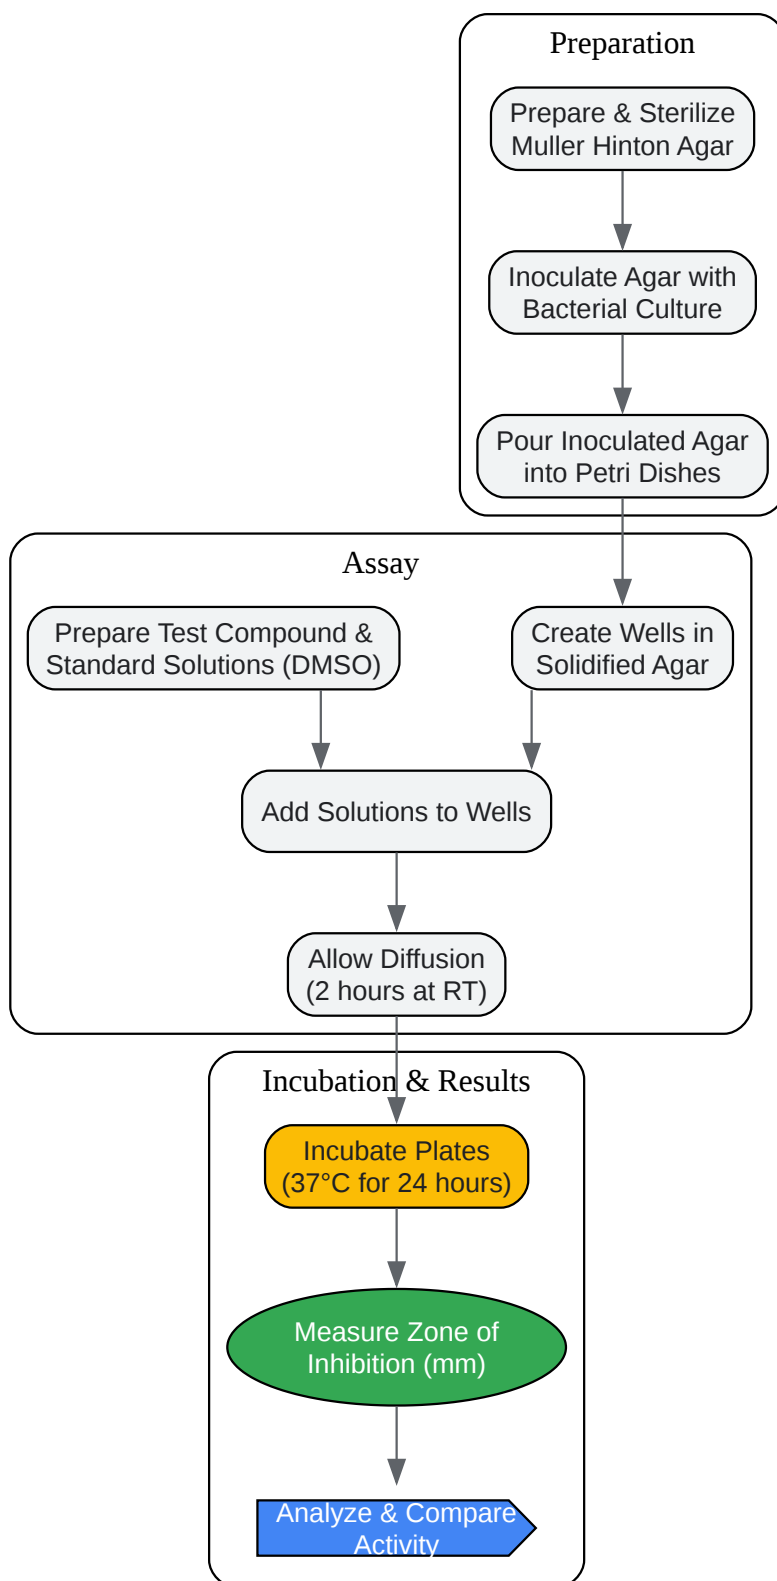 Preparation
Prepare & Sterilize
Muller Hinton Agar
Inoculate Agar with
Bacterial Culture
Pour Inoculated Agar
into Petri Dishes
Assay
Prepare Test Compound &
Standard Solutions (DMSO)
Create Wells in
Solidified Agar
Add Solutions to Wells
Allow Diffusion
(2 hours at RT)
Incubation & Results
Incubate Plates
(37°C for 24 hours)
Measure Zone of
Inhibition (mm)
Analyze & Compare
Activity